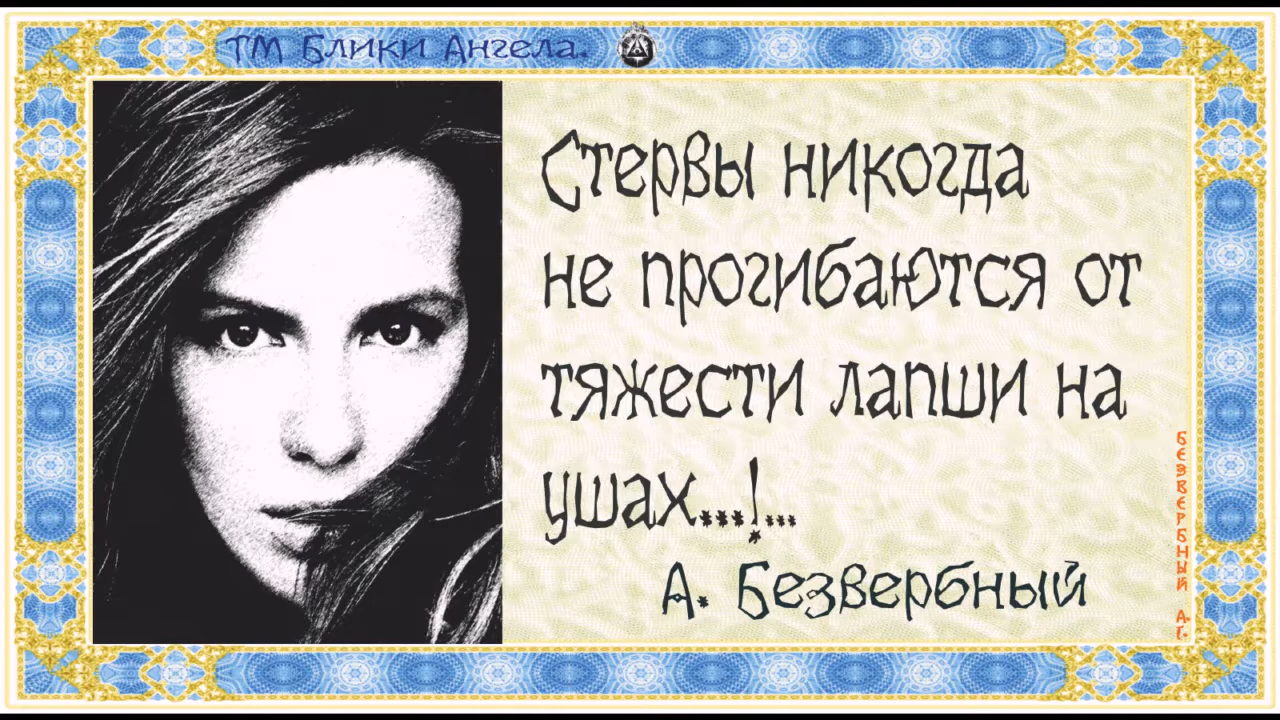 ТМ Блики Ангела.
Стервы никогда
не прогибаются от
тяжести лапши на
ушах...!...
А. Безвербный
БЕЗВЕРБНЫЙ А.Г.